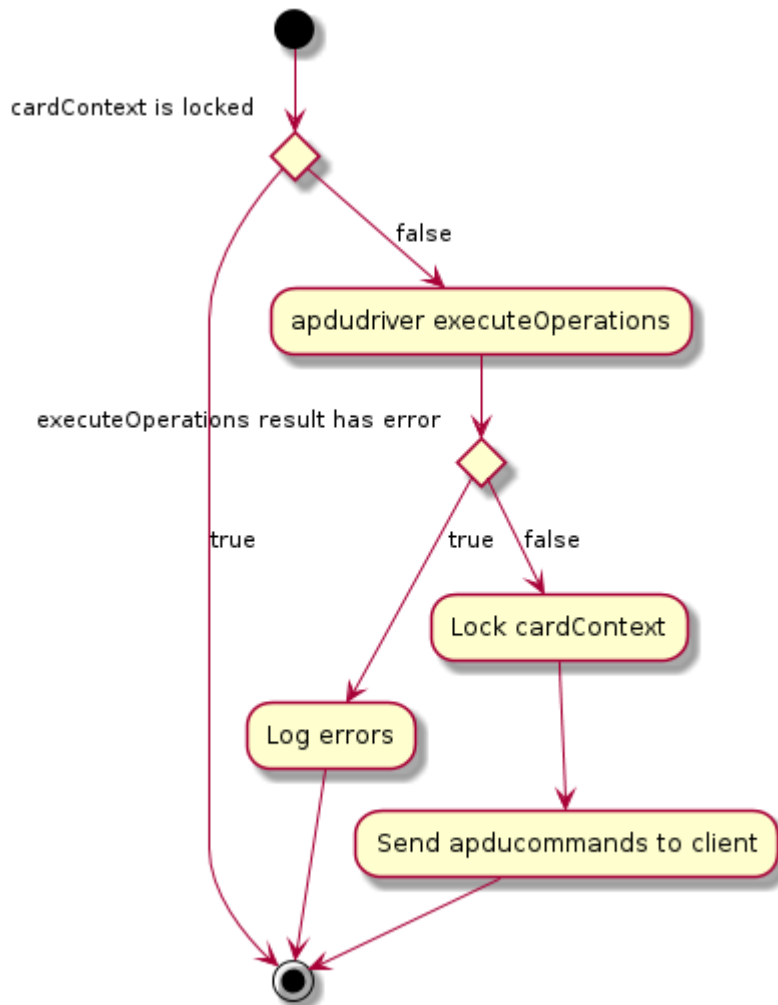 cardContext is locked
false
apdudriver executeOperations
executeOperations result has error
true
true
false
Lock cardContext
Log errors
Send apducommands to client